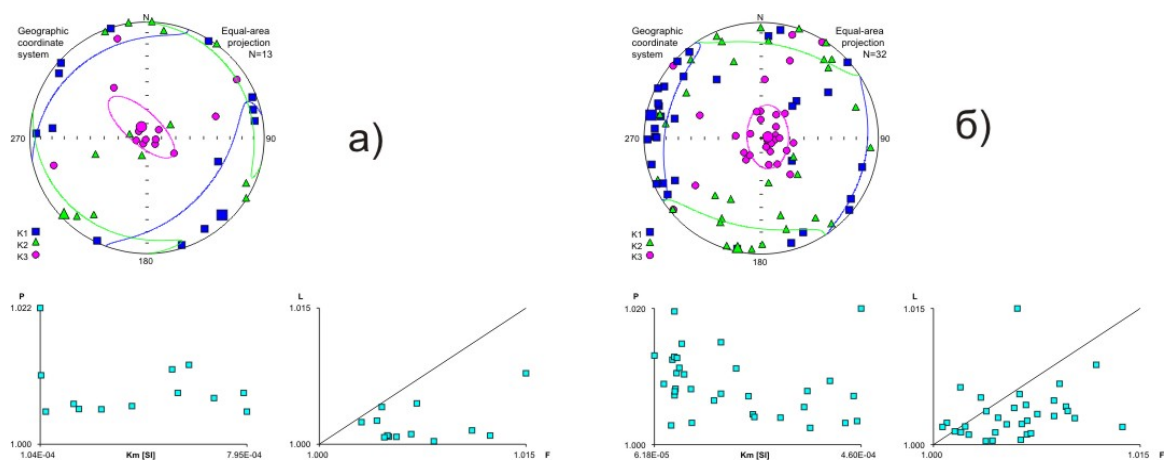 N
Geographic
coordinate
system
Equal-area
projection
N=13
270
90
K1
K2
K3
180
а)
P
1.022
1.000
1.04E-04
Km [SI]
7.95E-04
L
1.015
1.000
1.000
1.015
F
N
Geographic
coordinate
system
Equal-area
projection
N=32
270
90
K1
K2
K3
180
б)
P
1.020
1.000
6.18E-05
Km [SI]
4.60E-04
L
1.015
1.000
1.000
1.015
F